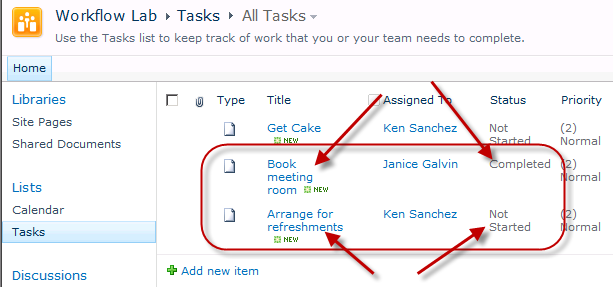 Workflow Lab ▸ Tasks ▸ All Tasks ▾
Use the Tasks list to keep track of work that you or your team needs to complete.
Home
Libraries
Site Pages
Shared Documents
Lists
Calendar
Tasks
Discussions
Type Title Assigned To Status Priority
Get Cake NEW Ken Sanchez Not Started (2) Normal
Book meeting room NEW Janice Galvin Completed (2) Normal
Arrange for refreshments NEW Ken Sanchez Not Started (2) Normal
Add new item